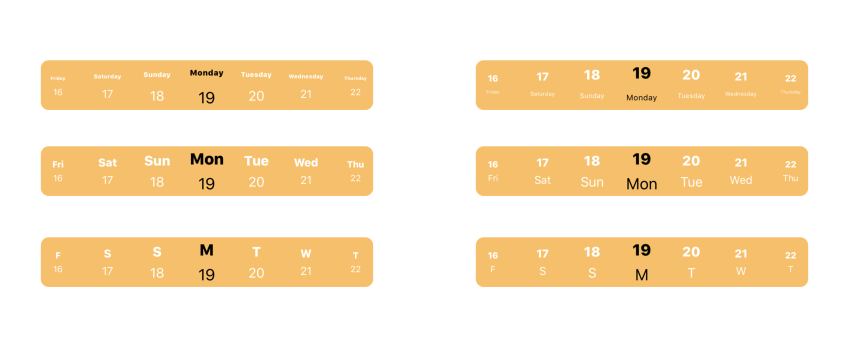 Friday Saturday Sunday Monday Tuesday Wednesday Thursday
16 17 18 19 20 21 22
16 17 18 19 20 21 22
Friday Saturday Sunday Monday Tuesday Wednesday Thursday
Fri Sat Sun Mon Tue Wed Thu
16 17 18 19 20 21 22
16 17 18 19 20 21 22
Fri Sat Sun Mon Tue Wed Thu
F S S M T W T
16 17 18 19 20 21 22
16 17 18 19 20 21 22
F S S M T W T